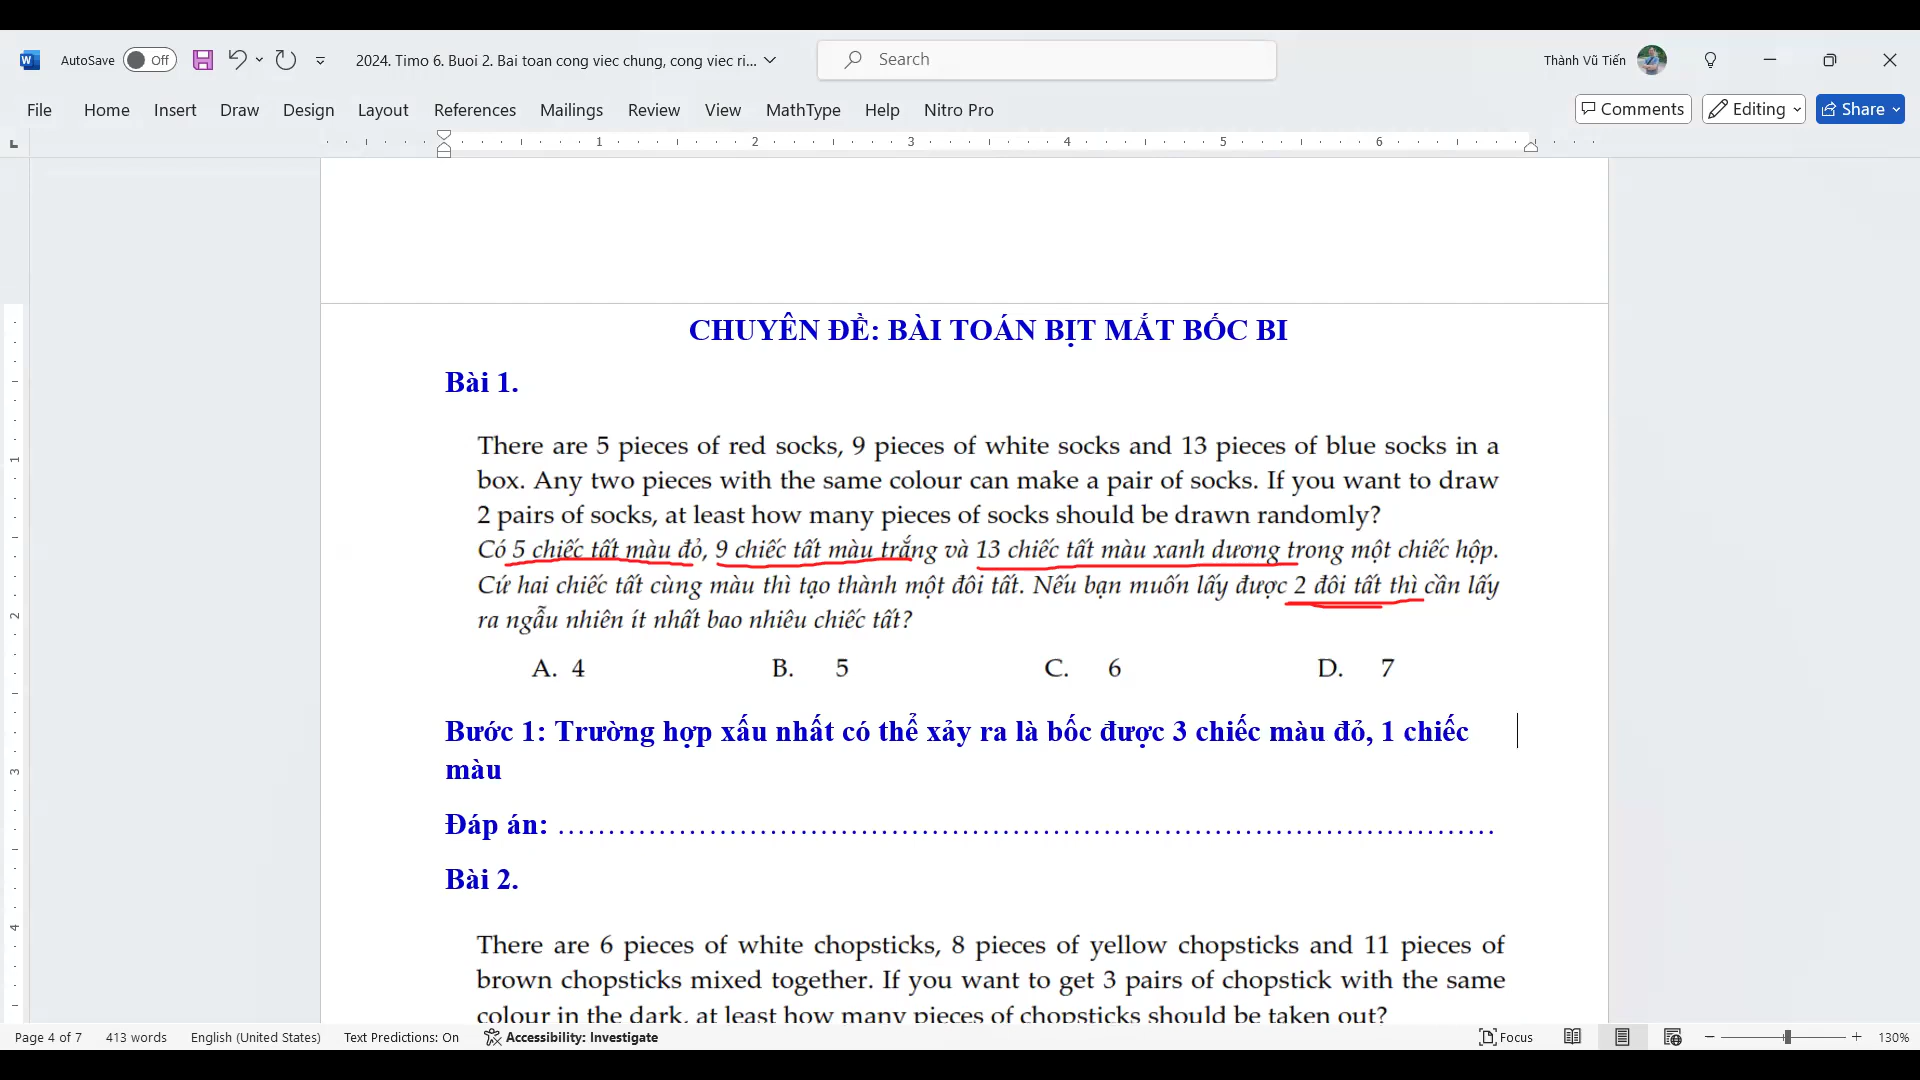 AutoSave Off 2024. Timo 6. Buoi 2. Bai toan cong viec chung, cong viec ri... Search Thành Vũ Tiến
File Home Insert Draw Design Layout References Mailings Review View MathType Help Nitro Pro Comments Editing Share
1 2 3 4 5 6
CHUYÊN ĐỀ: BÀI TOÁN BỊT MẮT BỐC BI
Bài 1.
There are 5 pieces of red socks, 9 pieces of white socks and 13 pieces of blue socks in a
box. Any two pieces with the same colour can make a pair of socks. If you want to draw
2 pairs of socks, at least how many pieces of socks should be drawn randomly?
Có 5 chiếc tất màu đỏ, 9 chiếc tất màu trắng và 13 chiếc tất màu xanh dương trong một chiếc hộp.
Cứ hai chiếc tất cùng màu thì tạo thành một đôi tất. Nếu bạn muốn lấy được 2 đôi tất thì cần lấy
ra ngẫu nhiên ít nhất bao nhiêu chiếc tất?
A. 4 B. 5 C. 6 D. 7
Bước 1: Trường hợp xấu nhất có thể xảy ra là bốc được 3 chiếc màu đỏ, 1 chiếc
màu
Đáp án: ....................................................................................
Bài 2.
There are 6 pieces of white chopsticks, 8 pieces of yellow chopsticks and 11 pieces of
brown chopsticks mixed together. If you want to get 3 pairs of chopstick with the same
colour in the dark, at least how many pieces of chopsticks should be taken out?
1
2
3
4
Page 4 of 7 413 words English (United States) Text Predictions: On Accessibility: Investigate Focus 130%